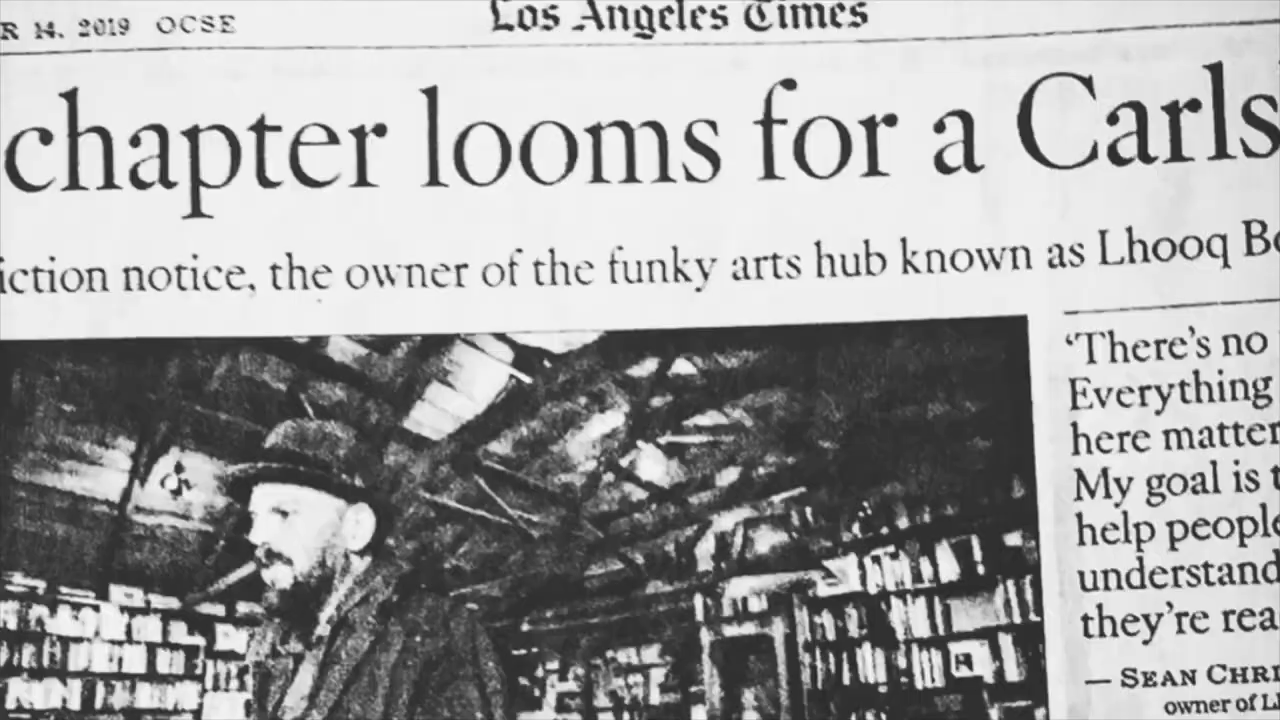 R 14, 2019 OCSE
Los Angeles Times
chapter looms for a Carls
iction notice, the owner of the funky arts hub known as Lhooq Bo
‘There’s no
Everything
here matter
My goal is t
help people
understand
they’re rea
— SEAN CHRI
owner of L